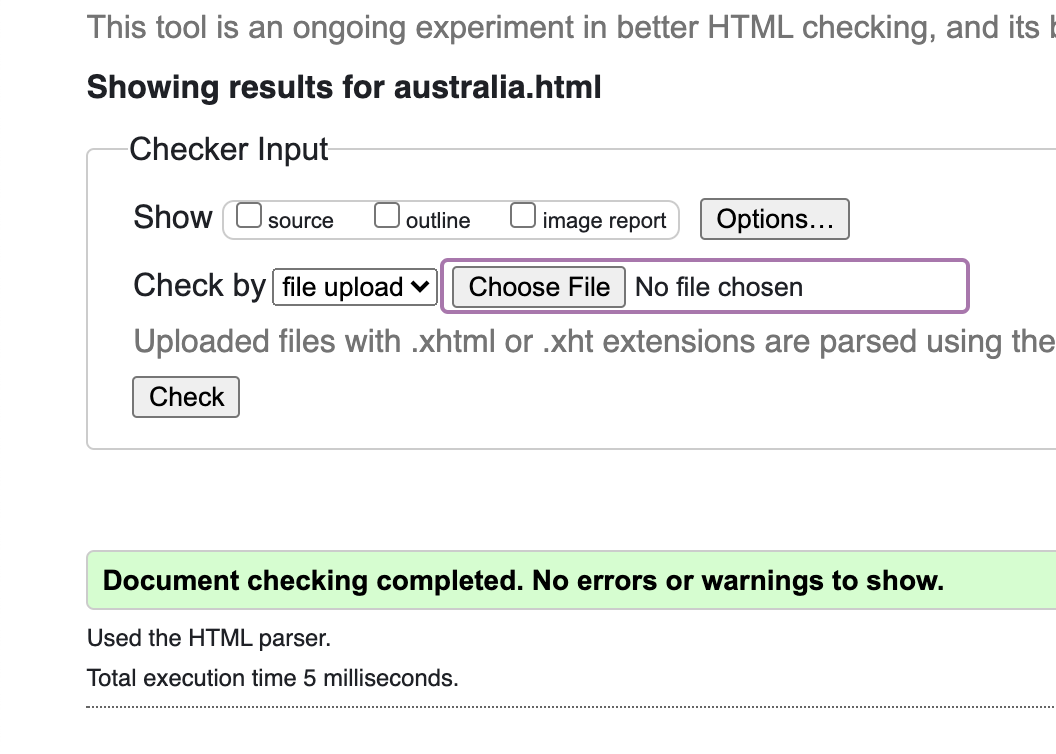 This tool is an ongoing experiment in better HTML checking, and its
Showing results for australia.html
Checker Input
Show source outline image report Options…
Check by file upload Choose File No file chosen
Uploaded files with .xhtml or .xht extensions are parsed using the
Check
Document checking completed. No errors or warnings to show.
Used the HTML parser.
Total execution time 5 milliseconds.